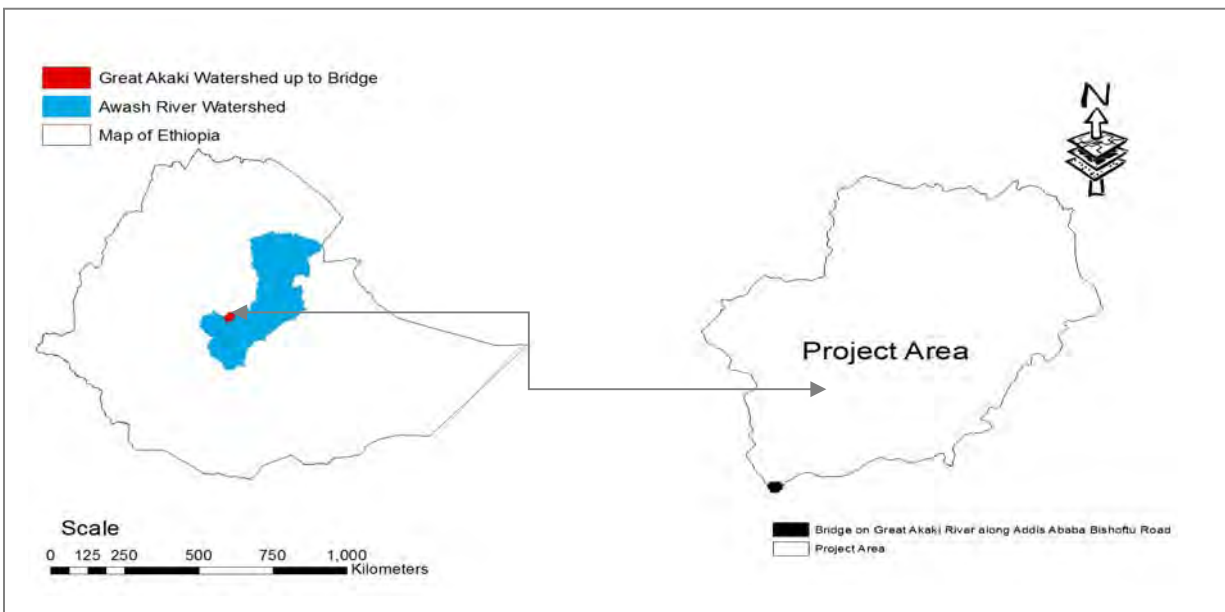 Great Akaki Watershed up to Bridge
Awash River Watershed
Map of Ethiopia
N
Project Area
Scale
0 125 250 500 750 1,000
Kilometers
Bridge on Great Akaki River along Addis Ababa Bishoftu Road
Project Area